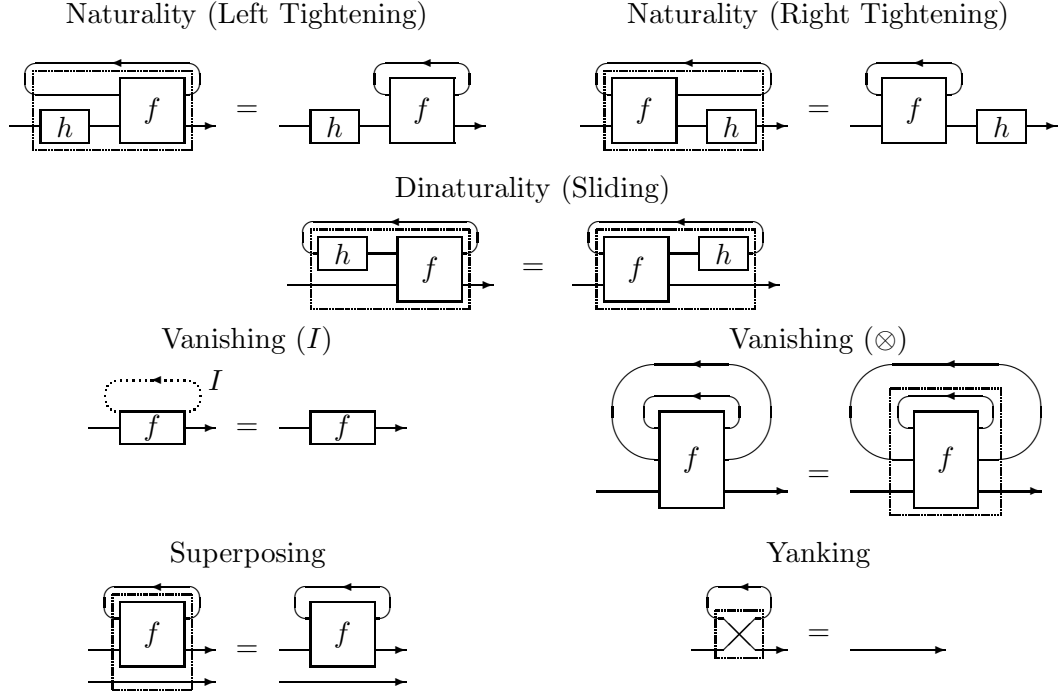 Naturality (Left Tightening)
Naturality (Right Tightening)
h f = h f
f h = f h
Dinaturality (Sliding)
h f = f h
Vanishing (I)
Vanishing (⊗)
I
f = f
f = f
Superposing
Yanking
f = f
=